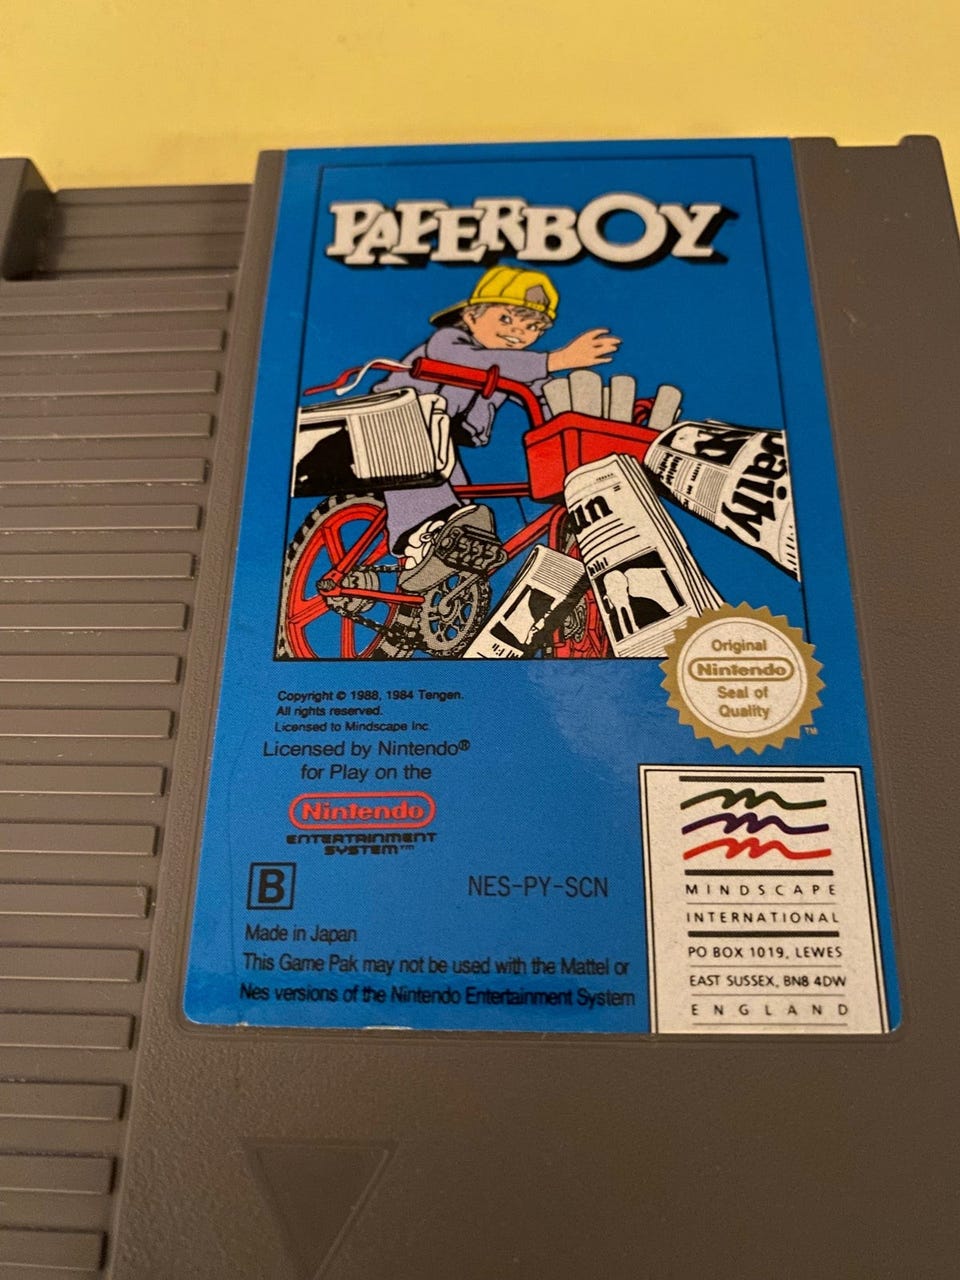 PAPERBOY
Daily
un
Original
Nintendo
Seal of
Quality
TM
Copyright © 1988, 1984 Tengen.
All rights reserved.
Licensed to Mindscape Inc.
Licensed by Nintendo®
for Play on the
Nintendo
ENTERTAINMENT
SYSTEM™
B
NES-PY-SCN
Made in Japan
This Game Pak may not be used with the Mattel or
Nes versions of the Nintendo Entertainment System
MINDSCAPE
INTERNATIONAL
PO BOX 1019, LEWES
EAST SUSSEX, BN8 4DW
ENGLAND